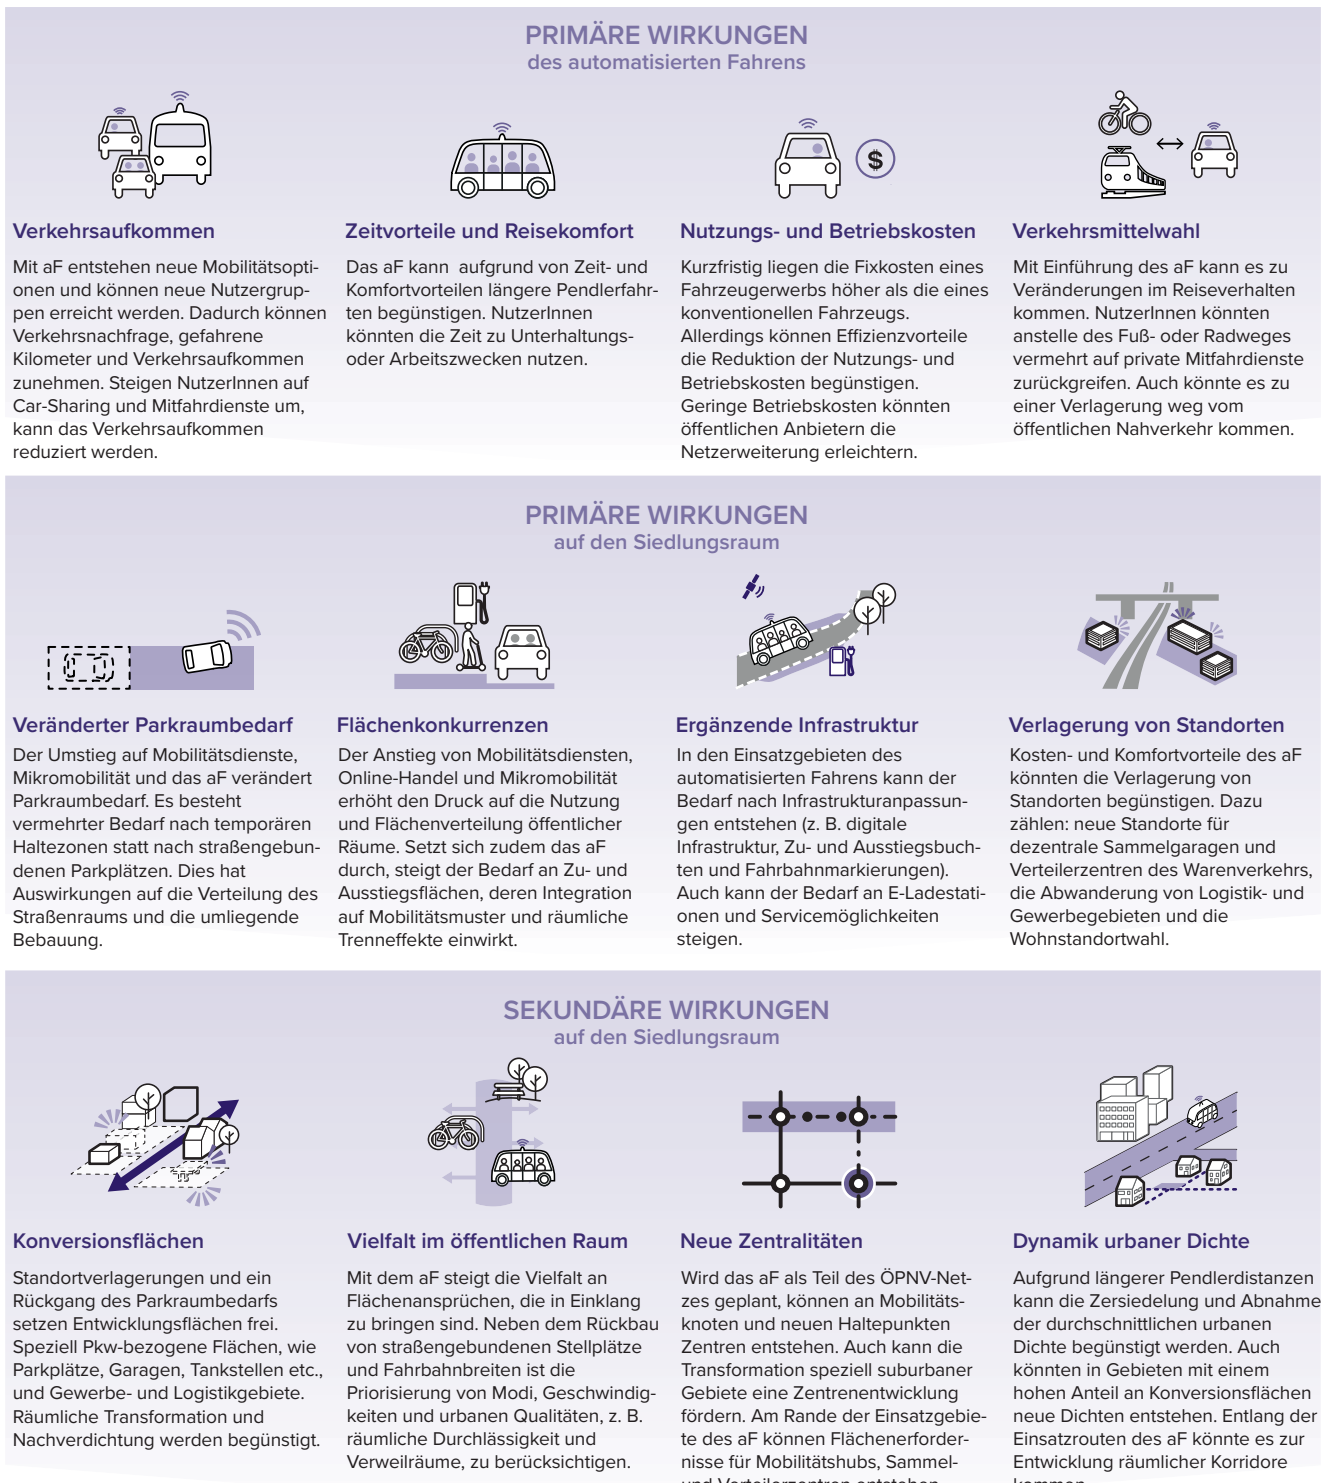 PRIMÄRE WIRKUNGEN
des automatisierten Fahrens
$
Verkehrsaufkommen
Mit aF entstehen neue Mobilitätsopti-
onen und können neue Nutzergrup-
pen erreicht werden. Dadurch können
Verkehrsnachfrage, gefahrene
Kilometer und Verkehrsaufkommen
zunehmen. Steigen NutzerInnen auf
Car-Sharing und Mitfahrdienste um,
kann das Verkehrsaufkommen
reduziert werden.
Zeitvorteile und Reisekomfort
Das aF kann aufgrund von Zeit- und
Komfortvorteilen längere Pendlerfahr-
ten begünstigen. NutzerInnen
könnten die Zeit zu Unterhaltungs-
oder Arbeitszwecken nutzen.
Nutzungs- und Betriebskosten
Kurzfristig liegen die Fixkosten eines
Fahrzeugerwerbs höher als die eines
konventionellen Fahrzeugs.
Allerdings können Effizienzvorteile
die Reduktion der Nutzungs- und
Betriebskosten begünstigen.
Geringe Betriebskosten könnten
öffentlichen Anbietern die
Netzerweiterung erleichtern.
Verkehrsmittelwahl
Mit Einführung des aF kann es zu
Veränderungen im Reiseverhalten
kommen. NutzerInnen könnten
anstelle des Fuß- oder Radweges
vermehrt auf private Mitfahrdienste
zurückgreifen. Auch könnte es zu
einer Verlagerung weg vom
öffentlichen Nahverkehr kommen.
PRIMÄRE WIRKUNGEN
auf den Siedlungsraum
Veränderter Parkraumbedarf
Der Umstieg auf Mobilitätsdienste,
Mikromobilität und das aF verändert
Parkraumbedarf. Es besteht
vermehrter Bedarf nach temporären
Haltezonen statt nach straßengebun-
denen Parkplätzen. Dies hat
Auswirkungen auf die Verteilung des
Straßenraums und die umliegende
Bebauung.
Flächenkonkurrenzen
Der Anstieg von Mobilitätsdiensten,
Online-Handel und Mikromobilität
erhöht den Druck auf die Nutzung
und Flächenverteilung öffentlicher
Räume. Setzt sich zudem das aF
durch, steigt der Bedarf an Zu- und
Ausstiegsflächen, deren Integration
auf Mobilitätsmuster und räumliche
Trenneffekte einwirkt.
Ergänzende Infrastruktur
In den Einsatzgebieten des
automatisierten Fahrens kann der
Bedarf nach Infrastrukturanpassun-
gen entstehen (z. B. digitale
Infrastruktur, Zu- und Ausstiegsbuch-
ten und Fahrbahnmarkierungen).
Auch kann der Bedarf an E-Ladestati-
onen und Servicemöglichkeiten
steigen.
Verlagerung von Standorten
Kosten- und Komfortvorteile des aF
könnten die Verlagerung von
Standorten begünstigen. Dazu
zählen: neue Standorte für
dezentrale Sammelgaragen und
Verteilerzentren des Warenverkehrs,
die Abwanderung von Logistik- und
Gewerbegebieten und die
Wohnstandortwahl.
SEKUNDÄRE WIRKUNGEN
auf den Siedlungsraum
Konversionsflächen
Standortverlagerungen und ein
Rückgang des Parkraumbedarfs
setzen Entwicklungsflächen frei.
Speziell Pkw-bezogene Flächen, wie
Parkplätze, Garagen, Tankstellen etc.,
und Gewerbe- und Logistikgebiete.
Räumliche Transformation und
Nachverdichtung werden begünstigt.
Vielfalt im öffentlichen Raum
Mit dem aF steigt die Vielfalt an
Flächenansprüchen, die in Einklang
zu bringen sind. Neben dem Rückbau
von straßengebundenen Stellplätze
und Fahrbahnbreiten ist die
Priorisierung von Modi, Geschwindig-
keiten und urbanen Qualitäten, z. B.
räumliche Durchlässigkeit und
Verweilräume, zu berücksichtigen.
Neue Zentralitäten
Wird das aF als Teil des ÖPNV-Net-
zes geplant, können an Mobilitäts-
knoten und neuen Haltepunkten
Zentren entstehen. Auch kann die
Transformation speziell suburbaner
Gebiete eine Zentrenentwicklung
fördern. Am Rande der Einsatzgebie-
te des aF können Flächenerforder-
nisse für Mobilitätshubs, Sammel-
und Verteilerzentren entstehen
Dynamik urbaner Dichte
Aufgrund längerer Pendlerdistanzen
kann die Zersiedelung und Abnahme
der durchschnittlichen urbanen
Dichte begünstigt werden. Auch
könnten in Gebieten mit einem
hohen Anteil an Konversionsflächen
neue Dichten entstehen. Entlang der
Einsatzrouten des aF könnte es zur
Entwicklung räumlicher Korridore